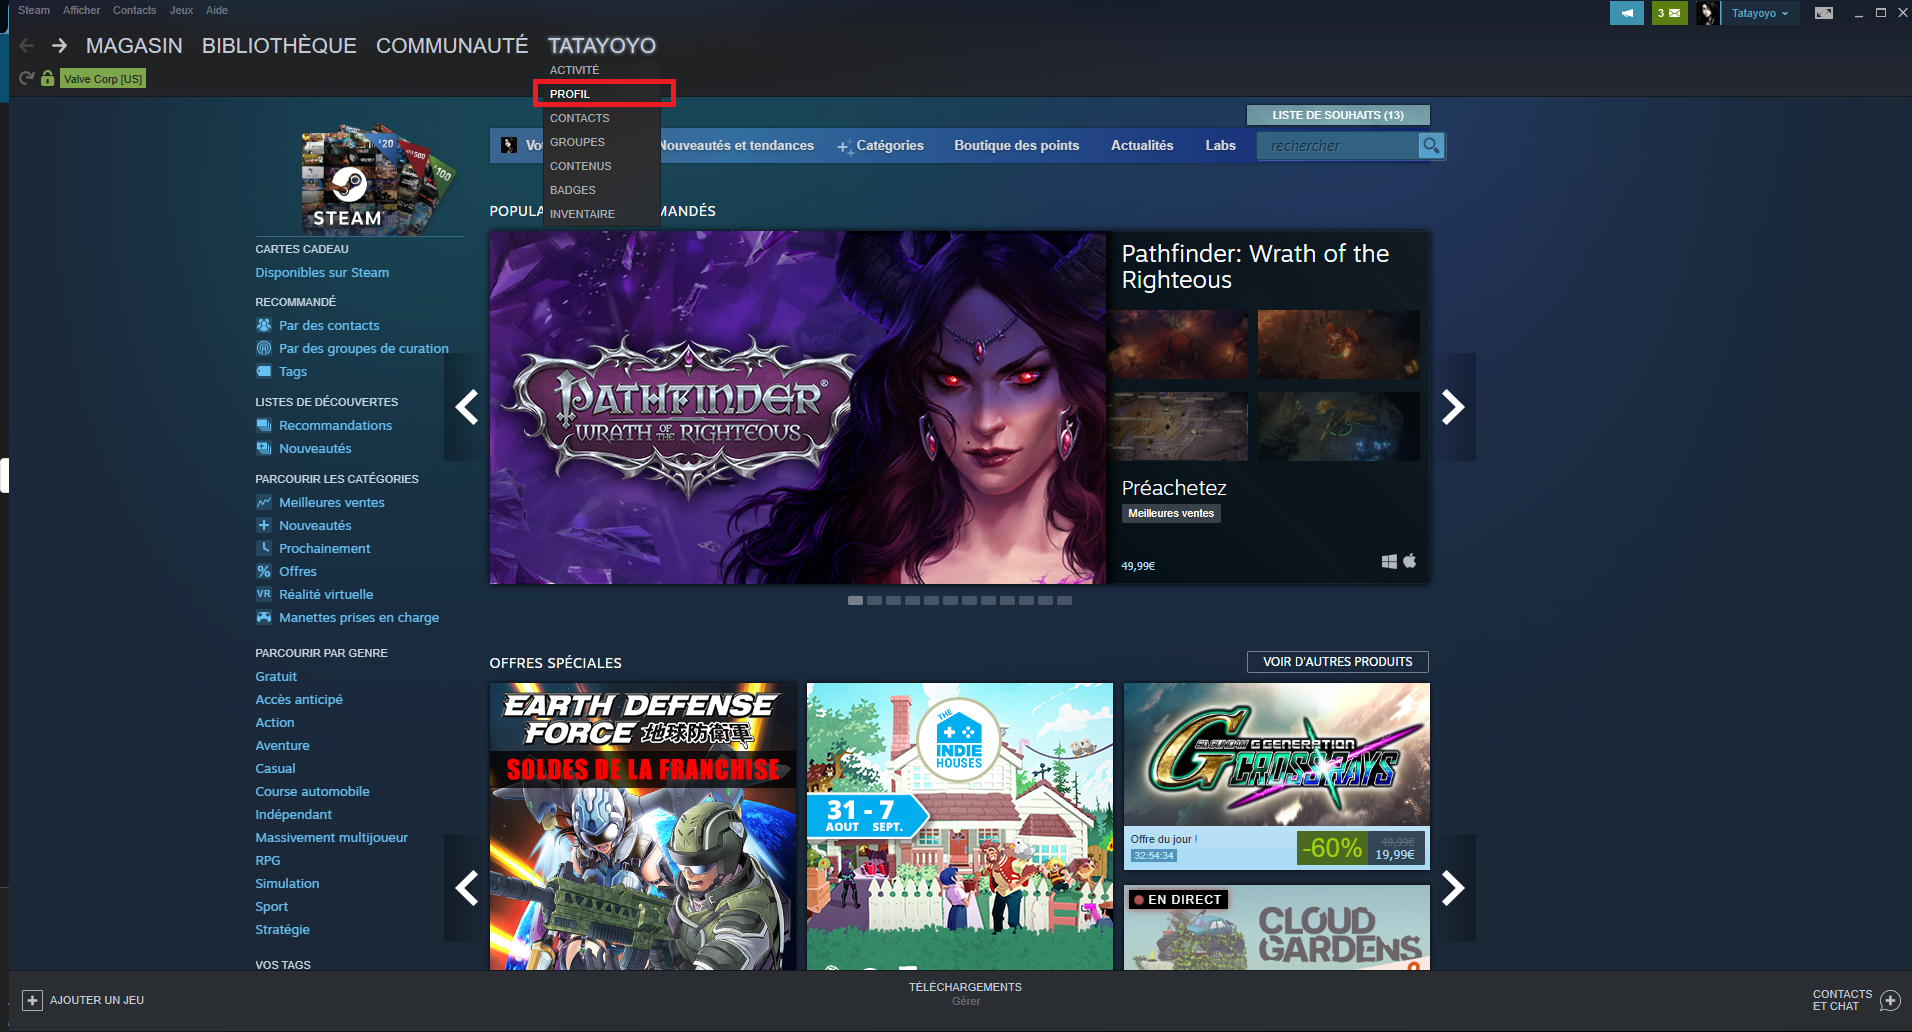 Steam Afficher Contacts Jeux Aide
3
Tatayoyo
MAGASIN BIBLIOTHÈQUE COMMUNAUTÉ TATAYOYO
Valve Corp [US]
ACTIVITÉ
PROFIL
CONTACTS
GROUPES
CONTENUS
BADGES
INVENTAIRE
LISTE DE SOUHAITS (13)
Nouveautés et tendances Catégories Boutique des points Actualités Labs rechercher
STEAM
$20
500
$100
CARTES CADEAU
Disponibles sur Steam
RECOMMANDÉ
Par des contacts
Par des groupes de curation
Tags
LISTES DE DÉCOUVERTES
Recommandations
Nouveautés
PARCOURIR LES CATÉGORIES
Meilleures ventes
Nouveautés
Prochainement
Offres
VR Réalité virtuelle
Manettes prises en charge
PARCOURIR PAR GENRE
Gratuit
Accès anticipé
Action
Aventure
Casual
Course automobile
Indépendant
Massivement multijoueur
RPG
Simulation
Sport
Stratégie
VOS TAGS
POPULA MANDÉS
PATHFINDER®
WRATH OF THE RIGHTEOUS
Pathfinder: Wrath of the
Righteous
Préachetez
Meilleures ventes
49,99€
OFFRES SPÉCIALES
VOIR D'AUTRES PRODUITS
EARTH DEFENSE
FORCE 地球防衛軍
SOLDES DE LA FRANCHISE
THE
INDIE
HOUSES
31 - 7
AOUT SEPT.
SD GUNDAM G GENERATION
CROSS RAYS
Offre du jour !
32:54:34
-60%
49,99€
19,99€
EN DIRECT
CLOUD
GARDENS
AJOUTER UN JEU
TÉLÉCHARGEMENTS
Gérer
CONTACTS
ET CHAT